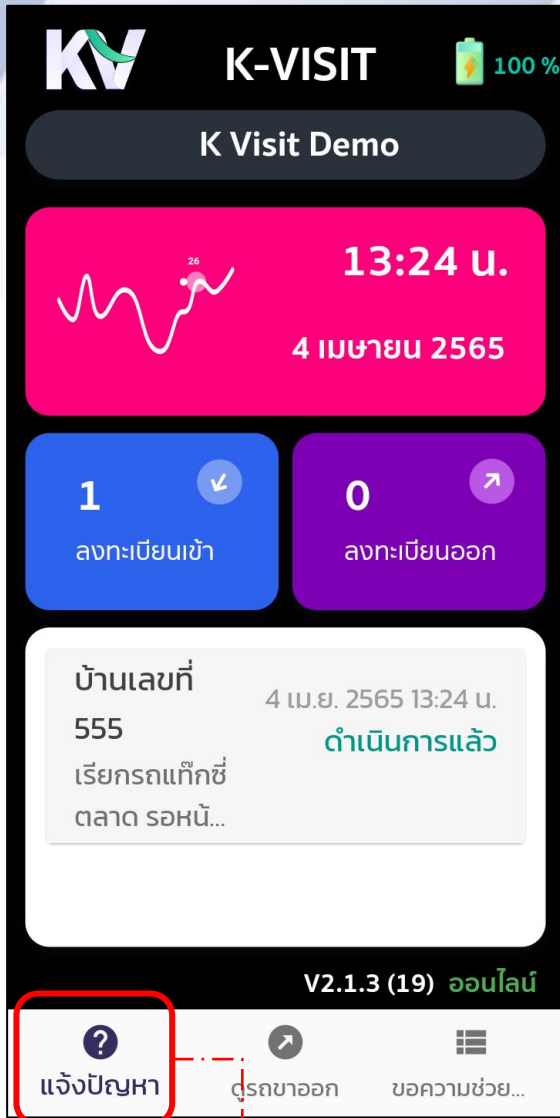 KV K-VISIT 100 %
K Visit Demo
26
13:24 น.
4 เมษายน 2565
1
ลงทะเบียนเข้า
0
ลงทะเบียนออก
บ้านเลขที่
555
เรียกรถแท๊กซี่
ตลาด รอหน้...
4 เม.ย. 2565 13:24 น.
ดำเนินการแล้ว
V2.1.3 (19) ออนไลน์
?
แจ้งปัญหา
ดูรถขาออก
ขอความช่วย...